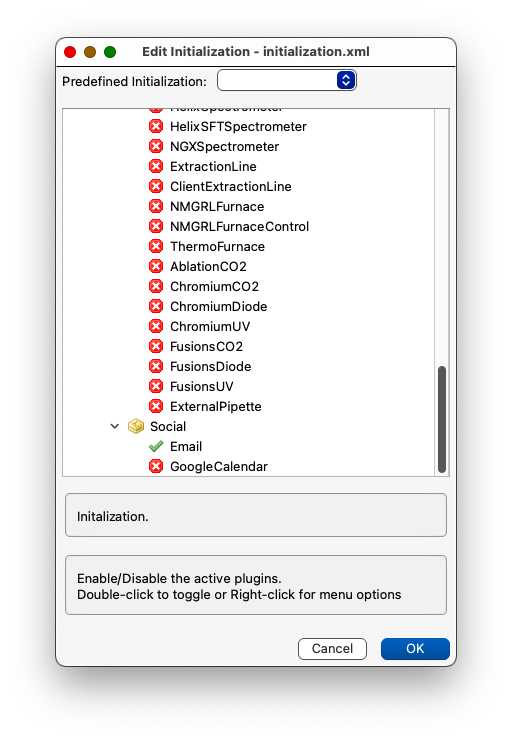 Edit Initialization - initialization.xml
Predefined Initialization:
HelixSpectrometer
HelixSFTSpectrometer
NGXSpectrometer
ExtractionLine
ClientExtractionLine
NMGRLFurnace
NMGRLFurnaceControl
ThermoFurnace
AblationCO2
ChromiumCO2
ChromiumDiode
ChromiumUV
FusionsCO2
FusionsDiode
FusionsUV
ExternalPipette
Social
Email
GoogleCalendar
Initalization.
Enable/Disable the active plugins.
Double-click to toggle or Right-click for menu options
Cancel
OK